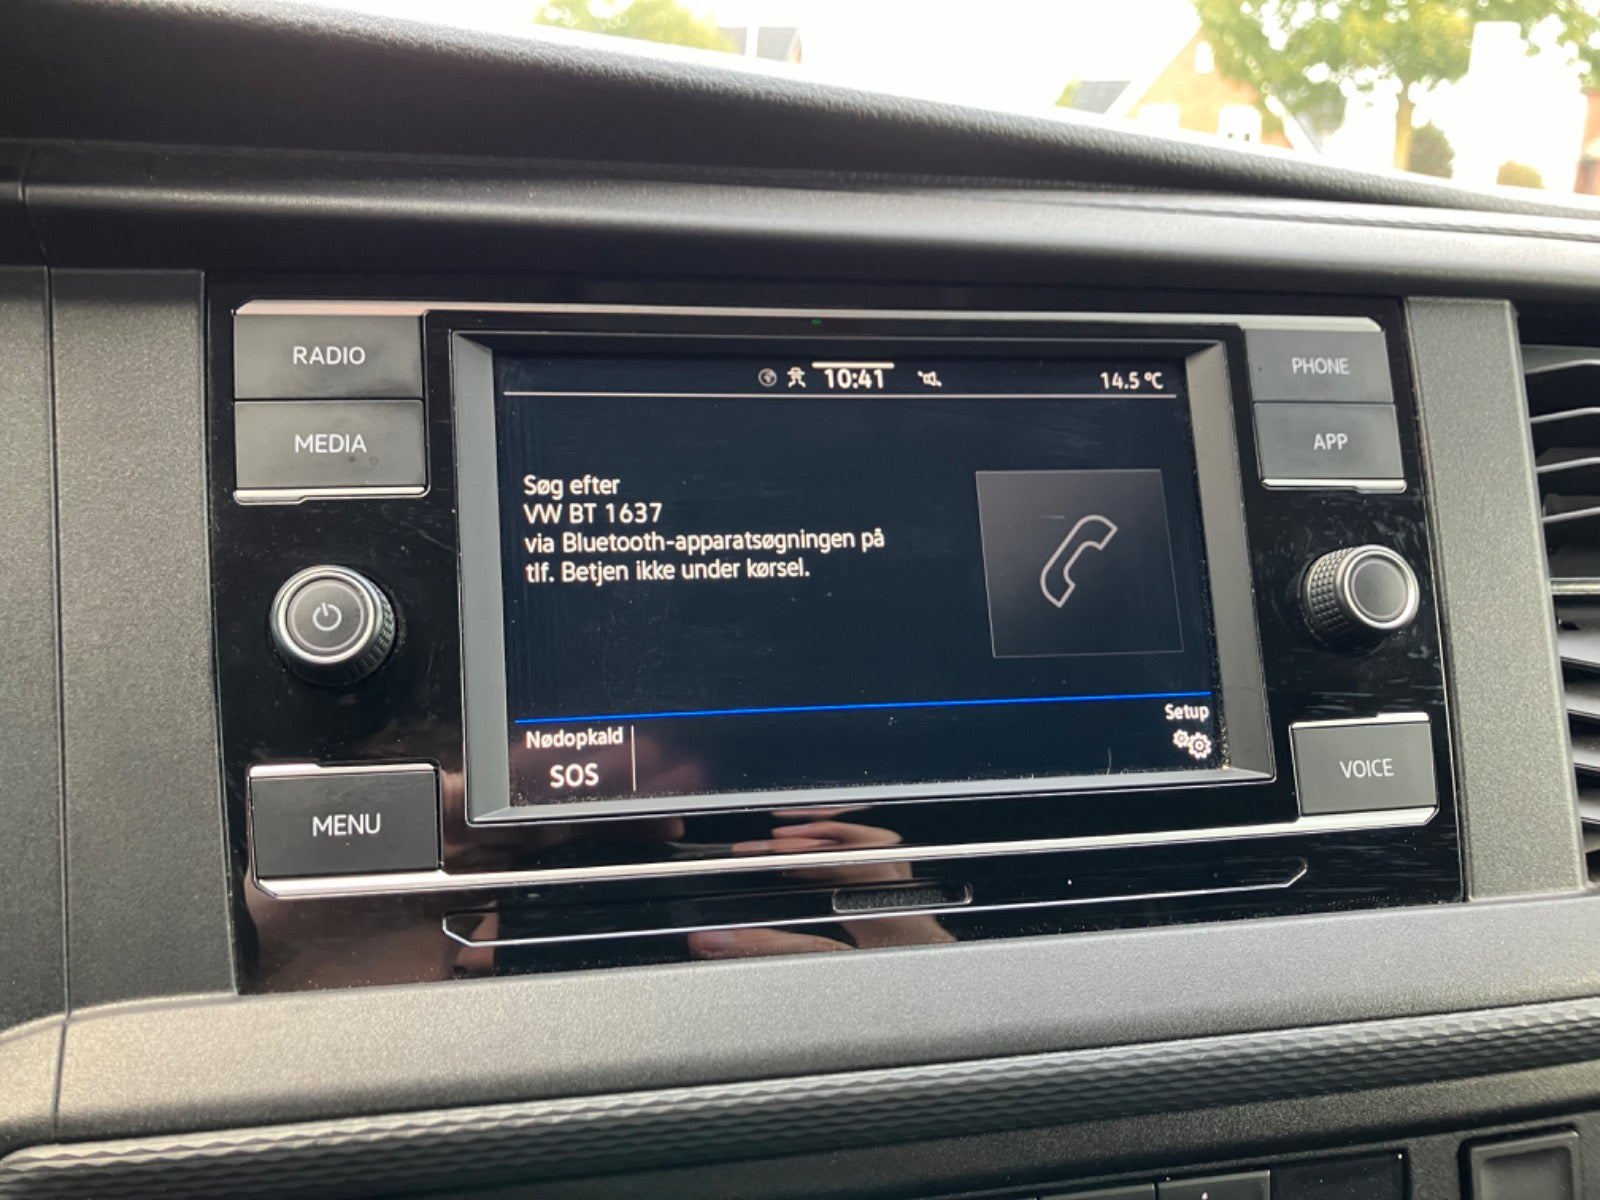 RADIO
MEDIA
MENU
10:41
14.5 °C
Søg efter
VW BT 1637
via Bluetooth-apparatsøgningen på
tlf. Betjen ikke under kørsel.
Nødopkald
SOS
Setup
PHONE
APP
VOICE